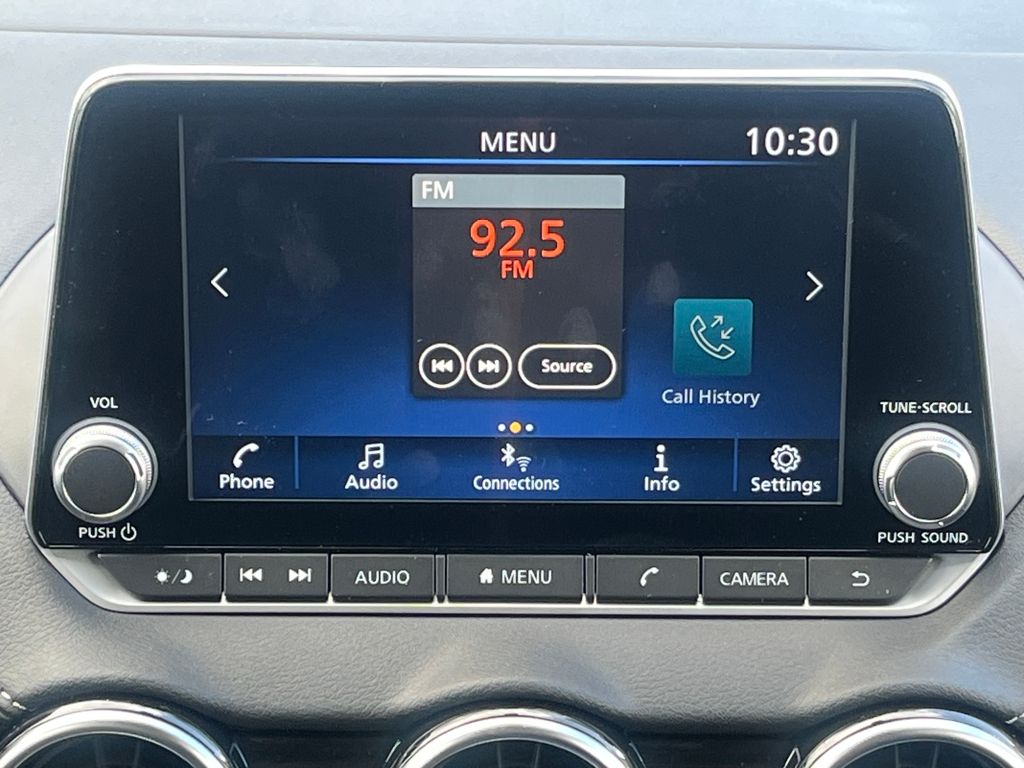 MENU
10:30
FM
92.5
FM
Source
Call History
VOL
TUNE·SCROLL
Phone
Audio
Connections
Info
Settings
PUSH
PUSH SOUND
AUDIO
MENU
CAMERA